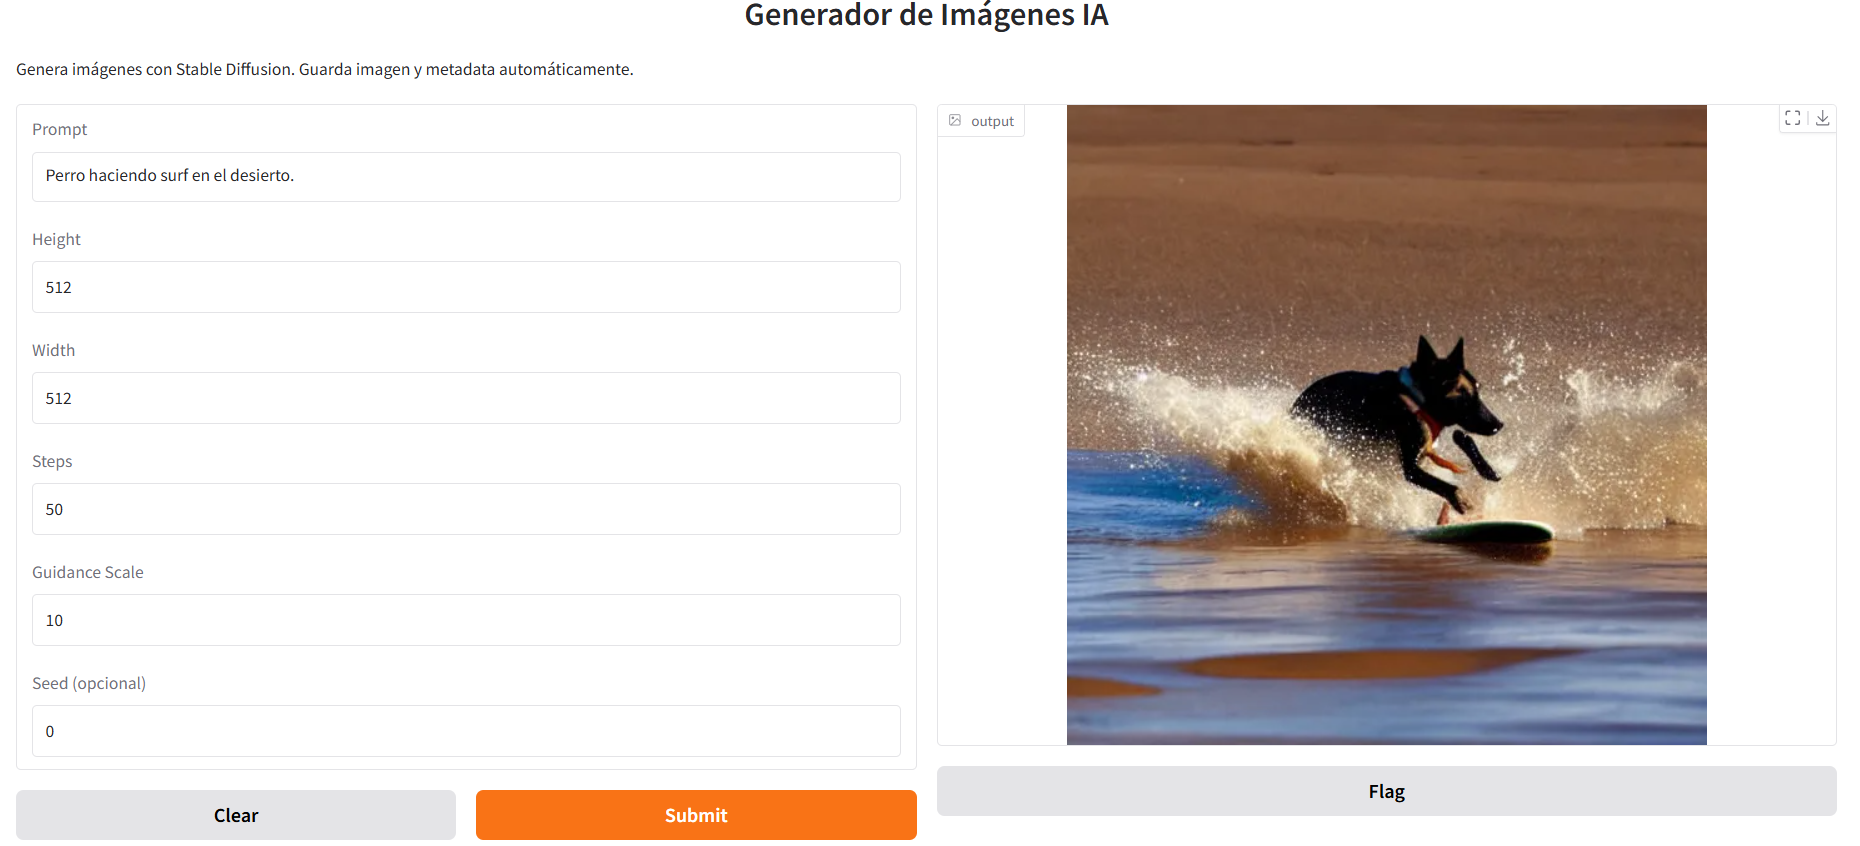 Generador de Imágenes IA
Genera imágenes con Stable Diffusion. Guarda imagen y metadata automáticamente.
Prompt
Perro haciendo surf en el desierto.
Height
512
Width
512
Steps
50
Guidance Scale
10
Seed (opcional)
0
Clear
Submit
output
Flag